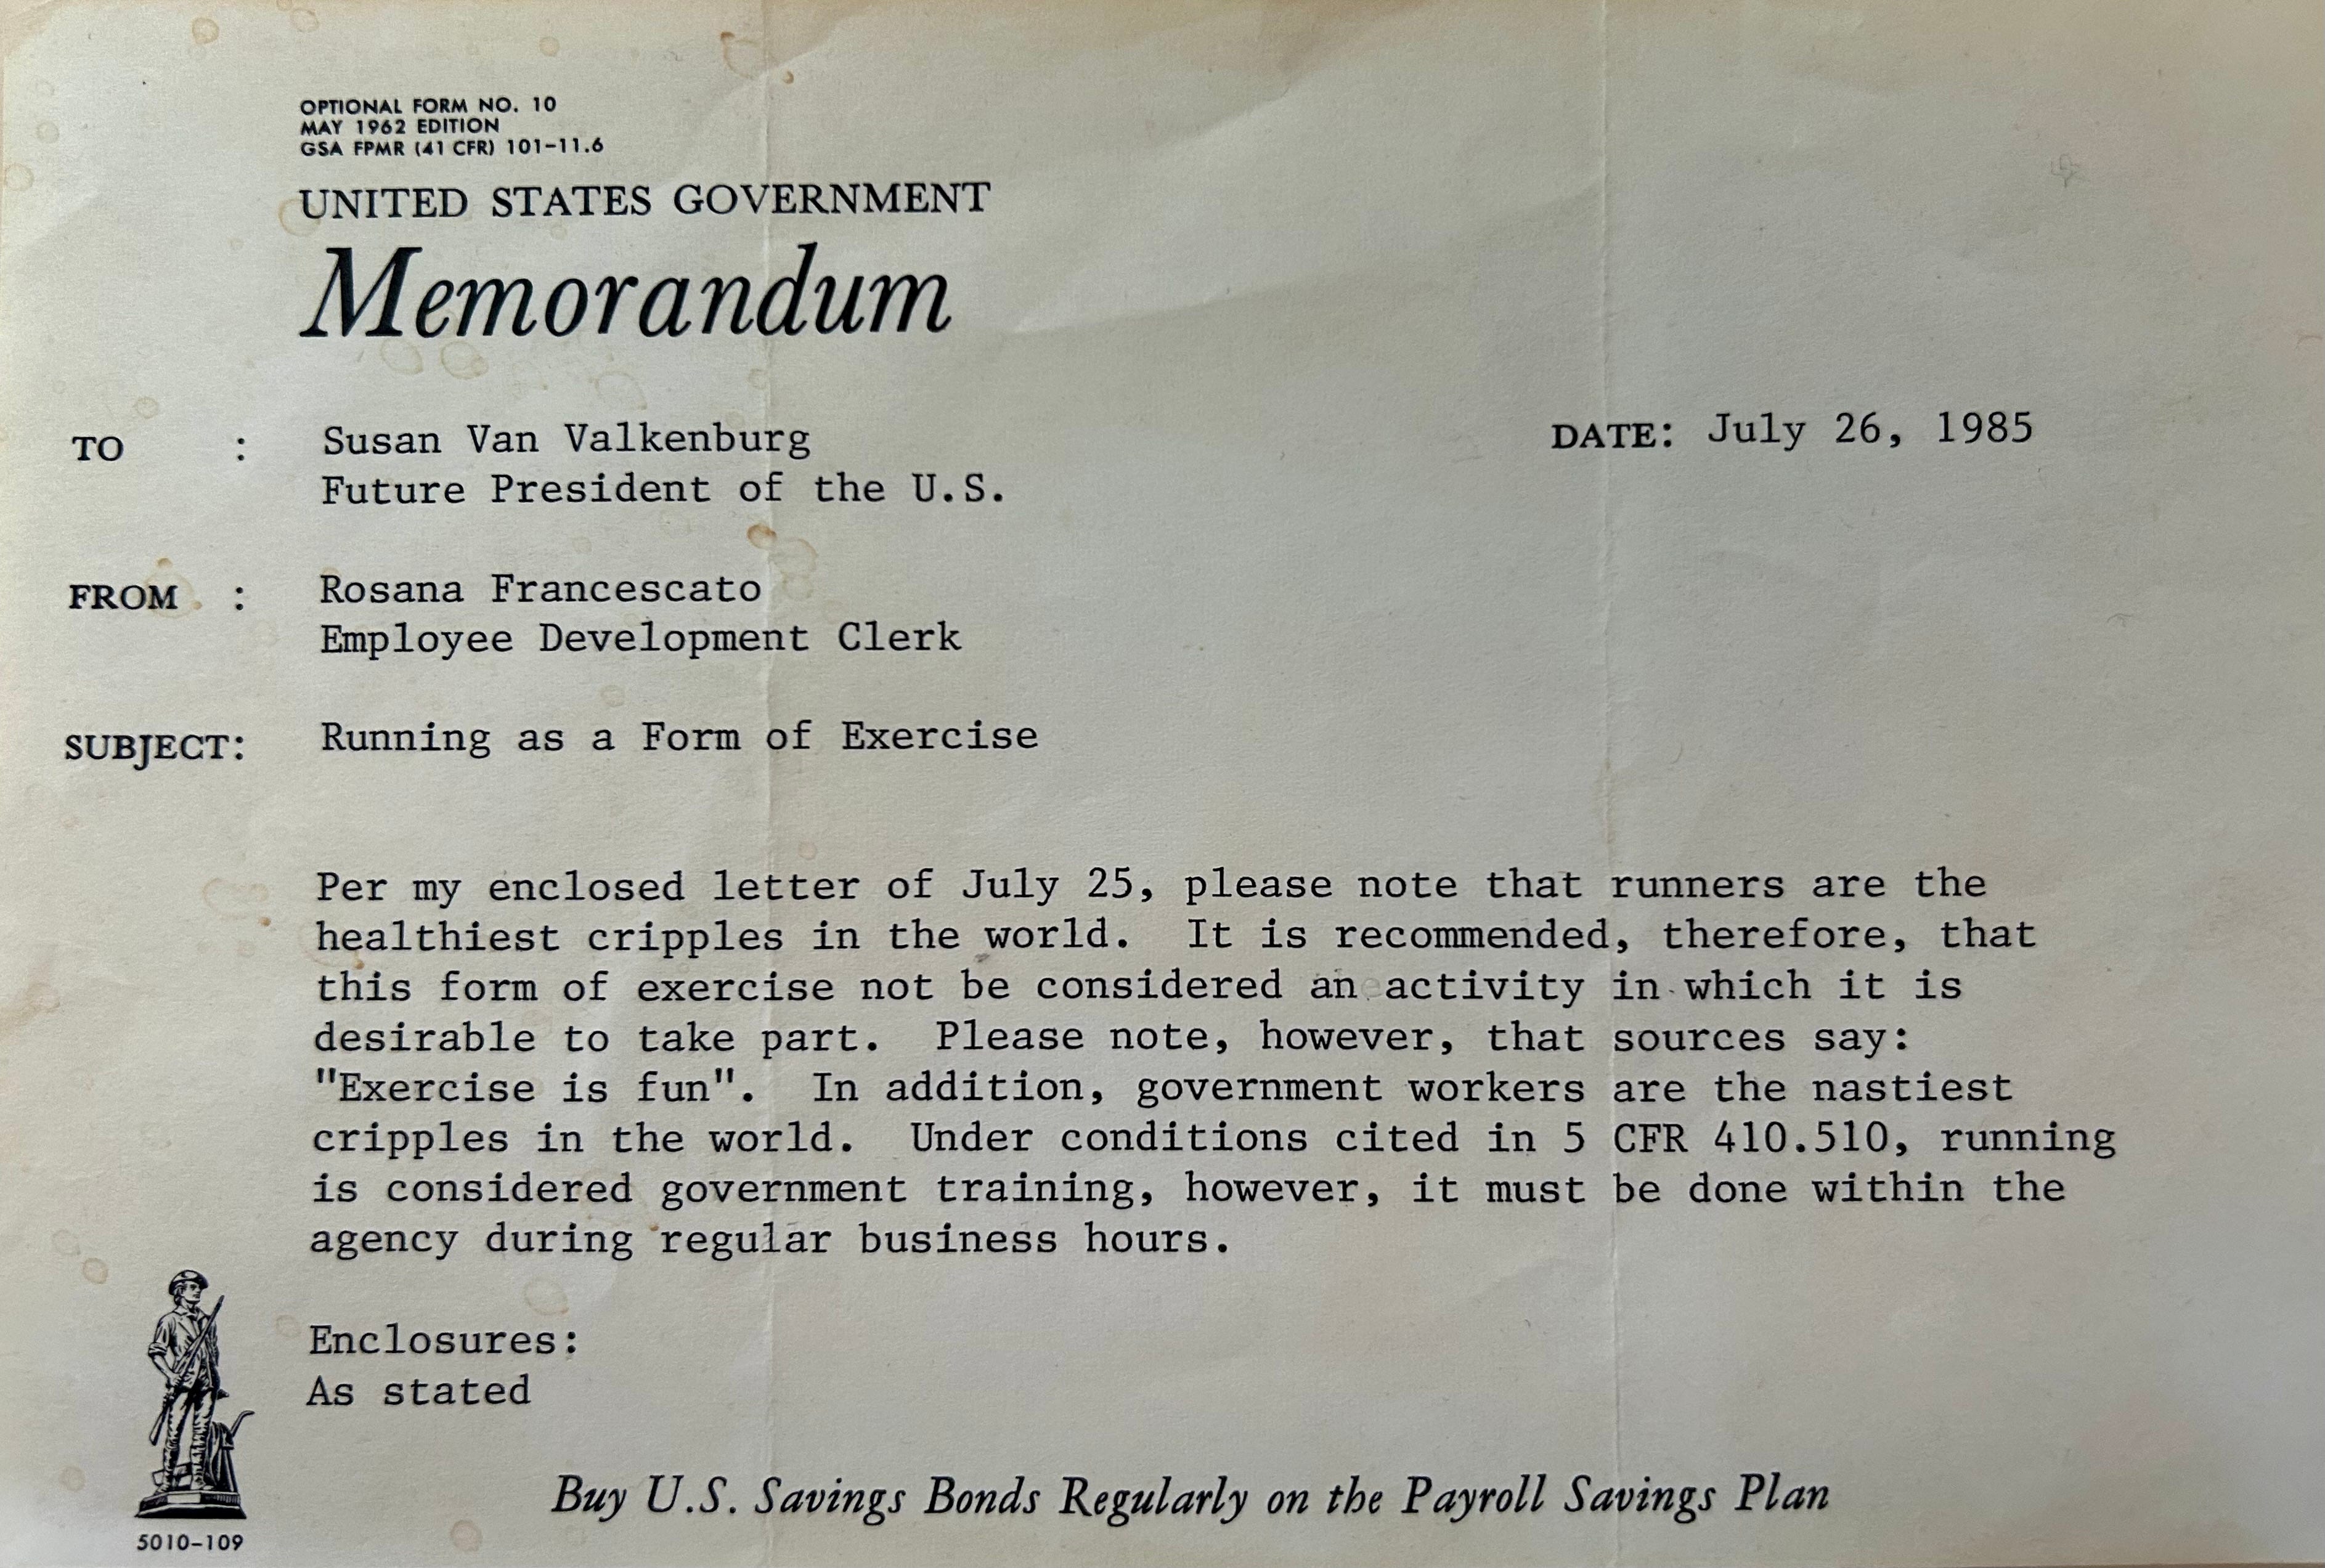 OPTIONAL FORM NO. 10
MAY 1962 EDITION
GSA FPMR (41 CFR) 101-11.6
UNITED STATES GOVERNMENT
Memorandum
TO : Susan Van Valkenburg DATE: July 26, 1985
Future President of the U.S.
FROM : Rosana Francescato
Employee Development Clerk
SUBJECT: Running as a Form of Exercise
Per my enclosed letter of July 25, please note that runners are the
healthiest cripples in the world. It is recommended, therefore, that
this form of exercise not be considered an activity in which it is
desirable to take part. Please note, however, that sources say:
"Exercise is fun". In addition, government workers are the nastiest
cripples in the world. Under conditions cited in 5 CFR 410.510, running
is considered government training, however, it must be done within the
agency during regular business hours.
Enclosures:
As stated
Buy U.S. Savings Bonds Regularly on the Payroll Savings Plan
5010-109